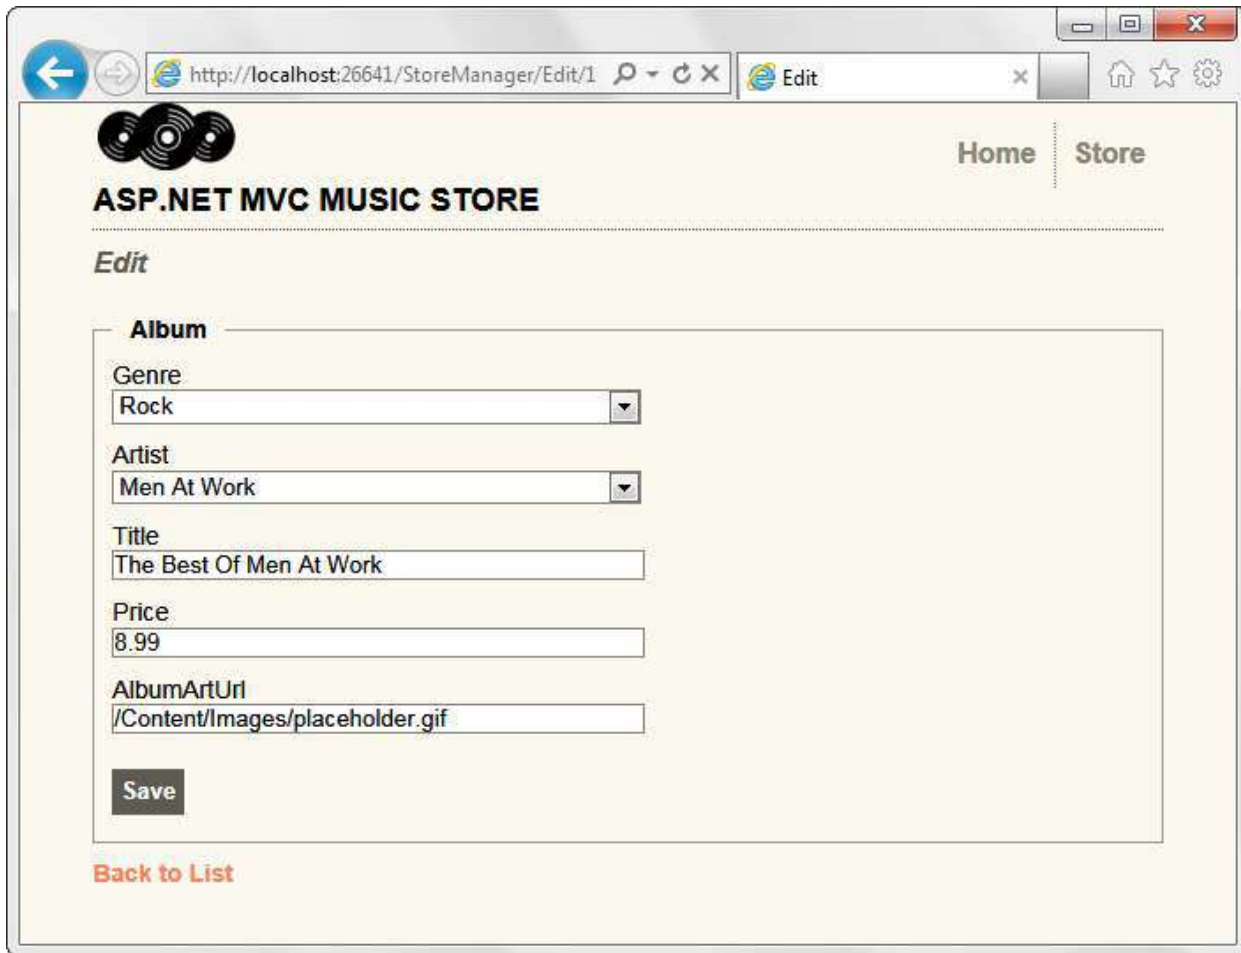 http://localhost:26641/StoreManager/Edit/1
Edit
Home
Store
ASP.NET MVC MUSIC STORE
Edit
Album
Genre
Rock
Artist
Men At Work
Title
The Best Of Men At Work
Price
8.99
AlbumArtUrl
/Content/Images/placeholder.gif
Save
Back to List